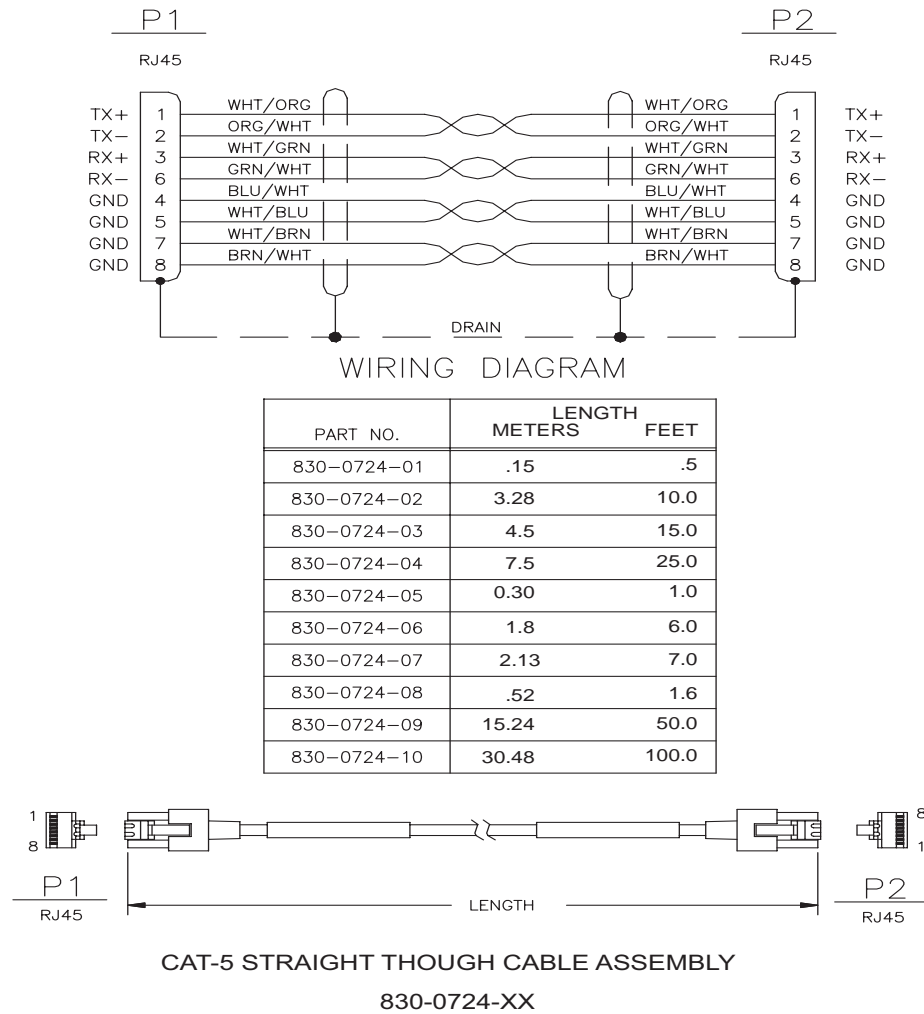 P1 P2
RJ45 RJ45
TX+ 1 WHT/ORG WHT/ORG 1 TX+
TX- 2 ORG/WHT ORG/WHT 2 TX-
RX+ 3 WHT/GRN WHT/GRN 3 RX+
RX- 6 GRN/WHT GRN/WHT 6 RX-
GND 4 BLU/WHT BLU/WHT 4 GND
GND 5 WHT/BLU WHT/BLU 5 GND
GND 7 WHT/BRN WHT/BRN 7 GND
GND 8 BRN/WHT BRN/WHT 8 GND
DRAIN
WIRING DIAGRAM
LENGTH
PART NO. METERS FEET
830-0724-01 .15 .5
830-0724-02 3.28 10.0
830-0724-03 4.5 15.0
830-0724-04 7.5 25.0
830-0724-05 0.30 1.0
830-0724-06 1.8 6.0
830-0724-07 2.13 7.0
830-0724-08 .52 1.6
830-0724-09 15.24 50.0
830-0724-10 30.48 100.0
1 8
8 1
P1 P2
RJ45 LENGTH RJ45
CAT-5 STRAIGHT THOUGH CABLE ASSEMBLY
830-0724-XX